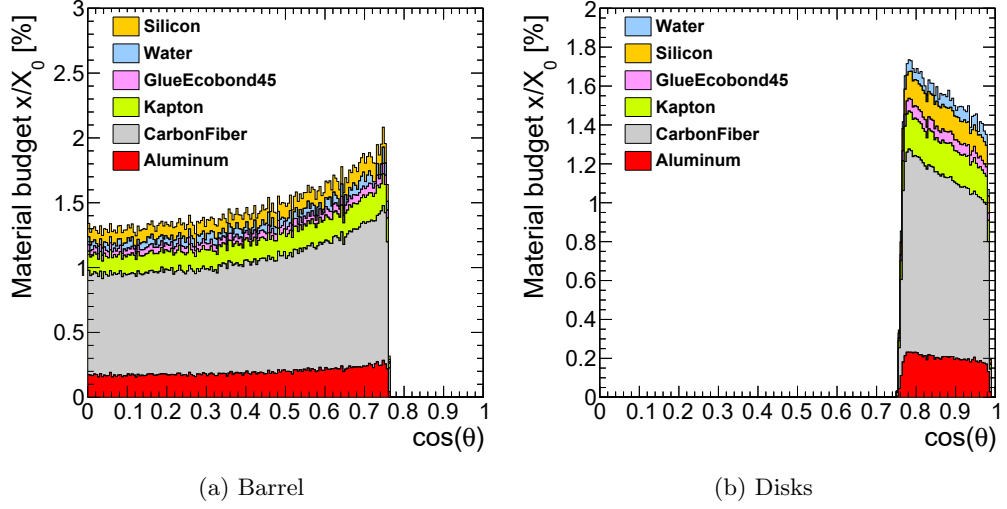 Material budget x/X0 [%]
3
2.5
2
1.5
1
0.5
0
Silicon
Water
GlueEcobond45
Kapton
CarbonFiber
Aluminum
0 0.1 0.2 0.3 0.4 0.5 0.6 0.7 0.8 0.9 1
cos(θ)
(a) Barrel
Material budget x/X0 [%]
2
1.8
1.6
1.4
1.2
1
0.8
0.6
0.4
0.2
0
Water
Silicon
GlueEcobond45
Kapton
CarbonFiber
Aluminum
0 0.1 0.2 0.3 0.4 0.5 0.6 0.7 0.8 0.9 1
cos(θ)
(b) Disks